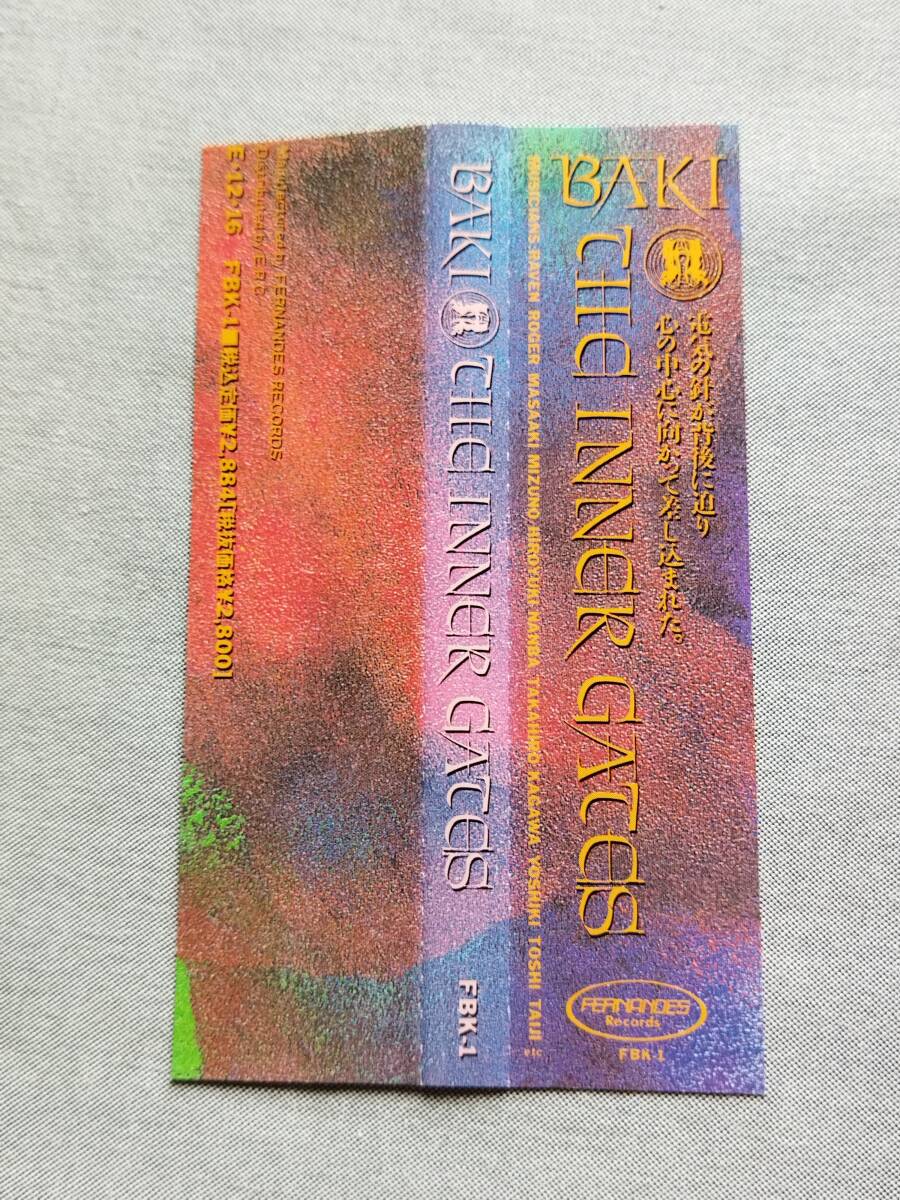 BAKI
THE INNER GATES
電気の針が背後に迫り
心の中心に向かって差し込まれた。
MUSICIANS:RAVEN ROGER MASAAKI MIZUNO HIROYUKI NAMBA TAKAHIRO KAGAWA YOSHIKI TOSHI TAIJI etc
FERNANDES
Records
FBK-1
BAKI THE INNER GATES FBK-1
Manufactured by FERNANDES RECORDS
Distributed by E.R.C
E・12・16 FBK-1■税込定価¥2,884[税抜価格¥2,800]